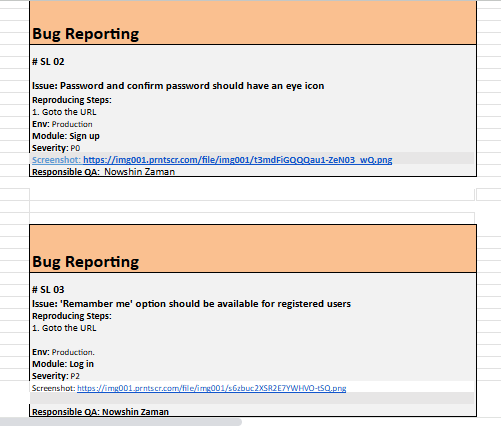 Bug Reporting
# SL 02
Issue: Password and confirm password should have an eye icon
Reproducing Steps:
1. Goto the URL
Env: Production
Module: Sign up
Severity: P0
Screenshot: https://img001.prntscr.com/file/img001/t3mdFiGQQQau1-ZeN03_wQ.png
Responsible QA: Nowshin Zaman
Bug Reporting
# SL 03
Issue: 'Remamber me' option should be available for registered users
Reproducing Steps:
1. Goto the URL
Env: Production.
Module: Log in
Severity: P2
Screenshot: https://img001.prntscr.com/file/img001/s6zbuc2XSR2E7YWHVO-tSQ.png
Responsible QA: Nowshin Zaman